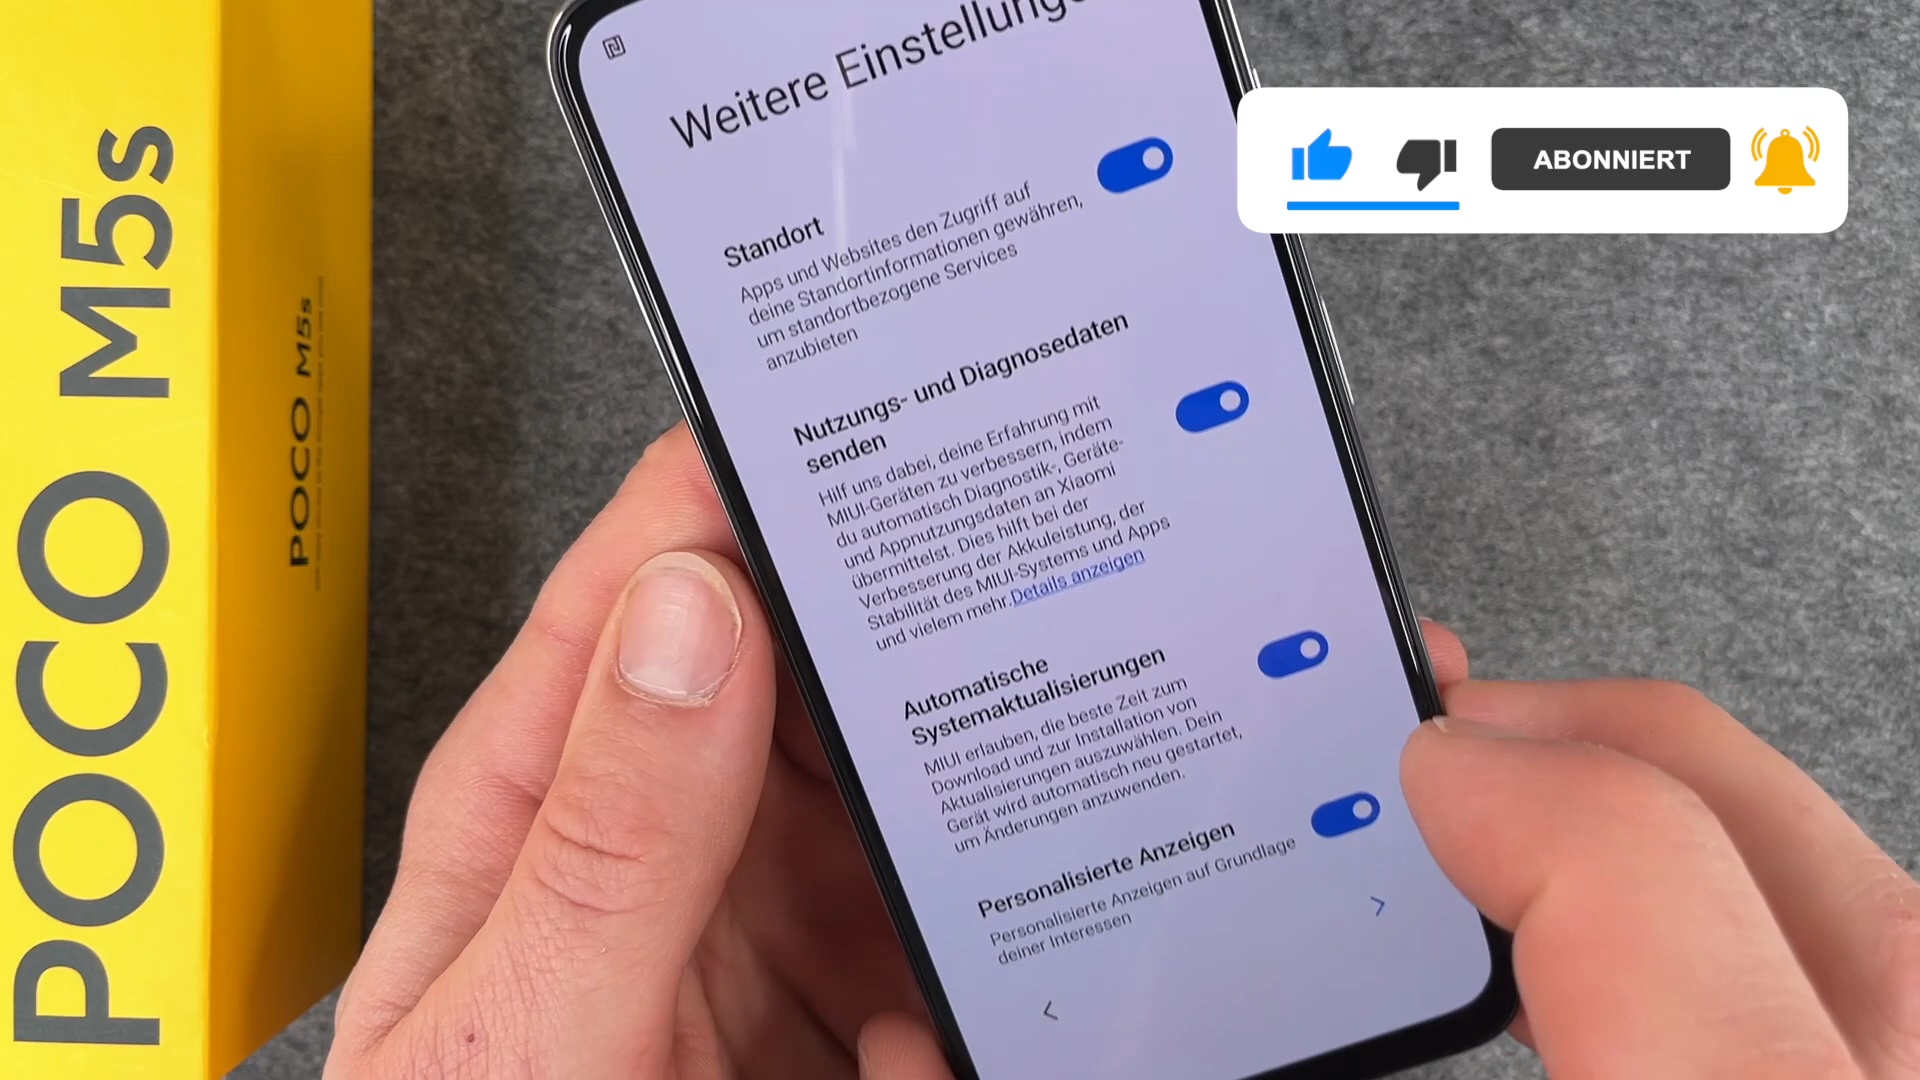 POCO M5s
POCO M5s
Weitere Einstellunge
Standort
Apps und Websites den Zugriff auf
deine Standortinformationen gewähren,
um standortbezogene Services
anzubieten
Nutzungs- und Diagnosedaten
senden
Hilf uns dabei, deine Erfahrung mit
MIUI-Geräten zu verbessern, indem
du automatisch Diagnostik-, Geräte-
und Appnutzungsdaten an Xiaomi
übermittelst. Dies hilft bei der
Verbesserung der Akkuleistung, der
Stabilität des MIUI-Systems und Apps
und vielem mehr.Details anzeigen
Automatische
Systemaktualisierungen
MIUI erlauben, die beste Zeit zum
Download und zur Installation von
Aktualisierungen auszuwählen. Dein
Gerät wird automatisch neu gestartet,
um Änderungen anzuwenden.
Personalisierte Anzeigen
Personalisierte Anzeigen auf Grundlage
deiner Interessen
ABONNIERT